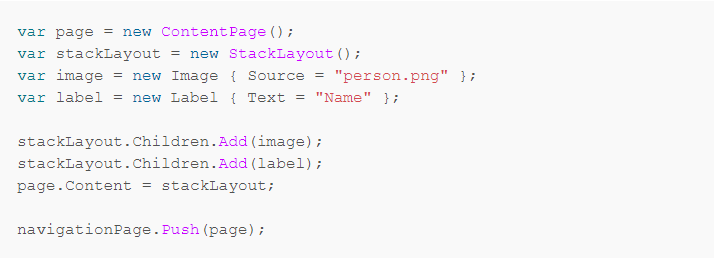 var page = new ContentPage();
var stackLayout = new StackLayout();
var image = new Image { Source = "person.png" };
var label = new Label { Text = "Name" };
stackLayout.Children.Add(image);
stackLayout.Children.Add(label);
page.Content = stackLayout;
navigationPage.Push(page);